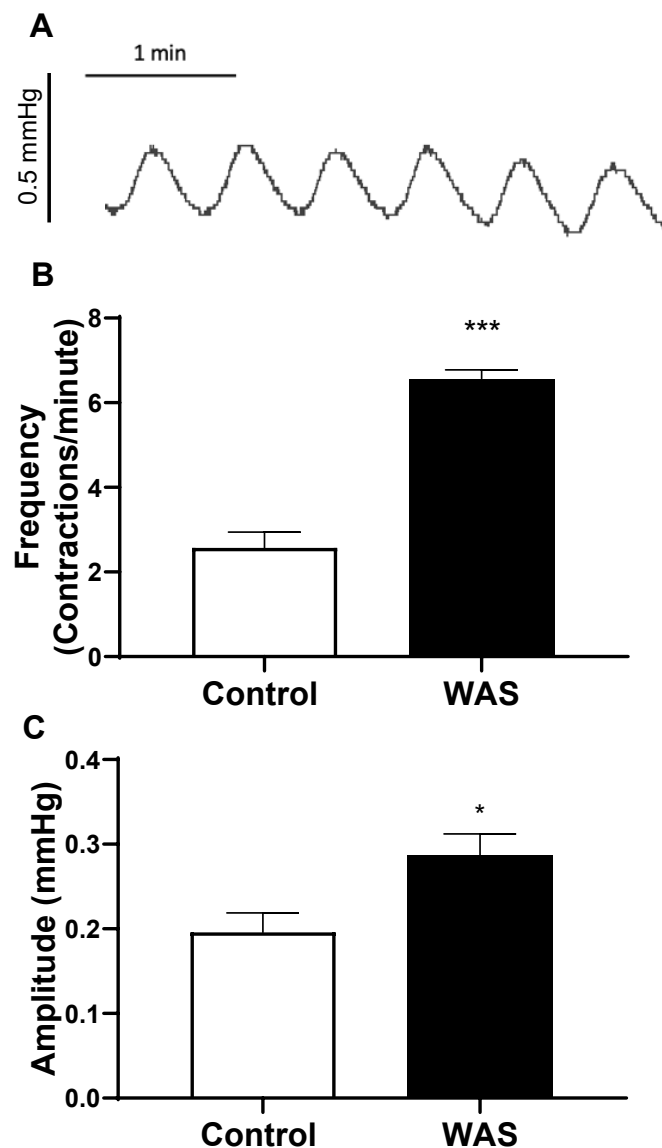 A
1 min
0.5 mmHg
B
Frequency
(Contractions/minute)
8
6
4
2
0
***
Control
WAS
C
Amplitude (mmHg)
0.4
0.3
0.2
0.1
0.0
*
Control
WAS